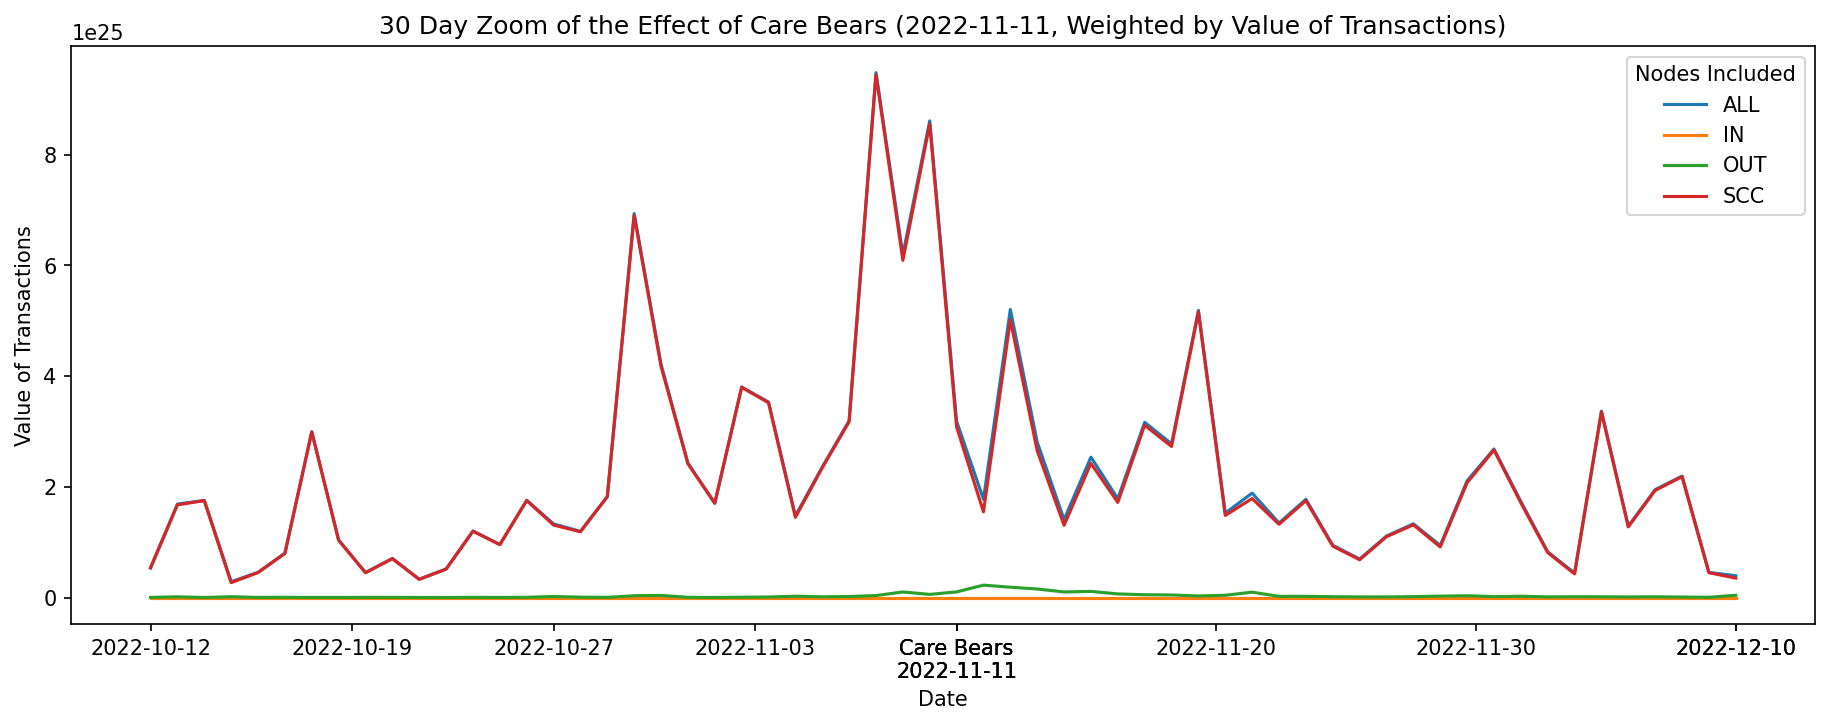 30 Day Zoom of the Effect of Care Bears (2022-11-11, Weighted by Value of Transactions)
1e25
Nodes Included
ALL
IN
OUT
SCC
8
6
4
2
0
Value of Transactions
2022-10-12
2022-10-19
2022-10-27
2022-11-03
Care Bears
2022-11-11
2022-11-20
2022-11-30
2022-12-10
Date